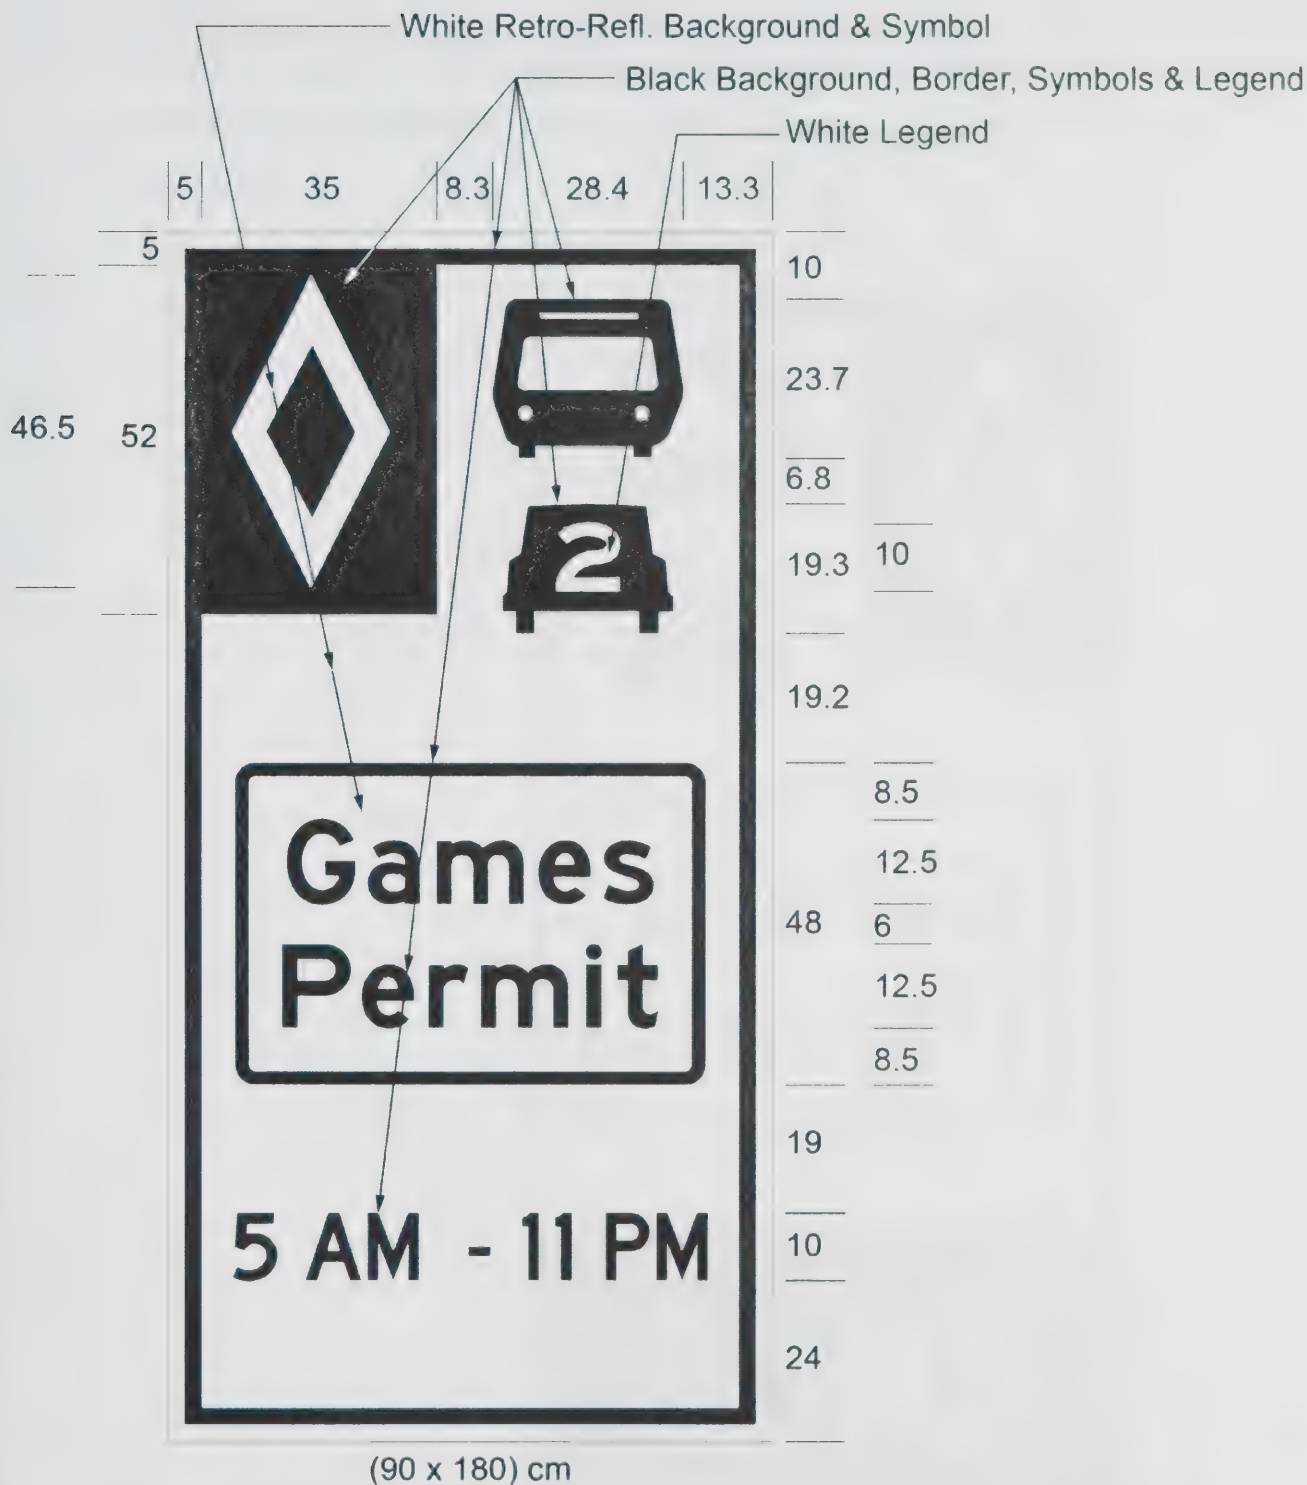 White Retro-Refl. Background & Symbol
Black Background, Border, Symbols & Legend
White Legend
5 35 8.3 28.4 13.3
5
10
23.7
46.5 52
6.8
2
19.3 10
19.2
8.5
Games
12.5
48 6
Permit
12.5
8.5
19
5 AM - 11 PM
10
24
(90 x 180) cm